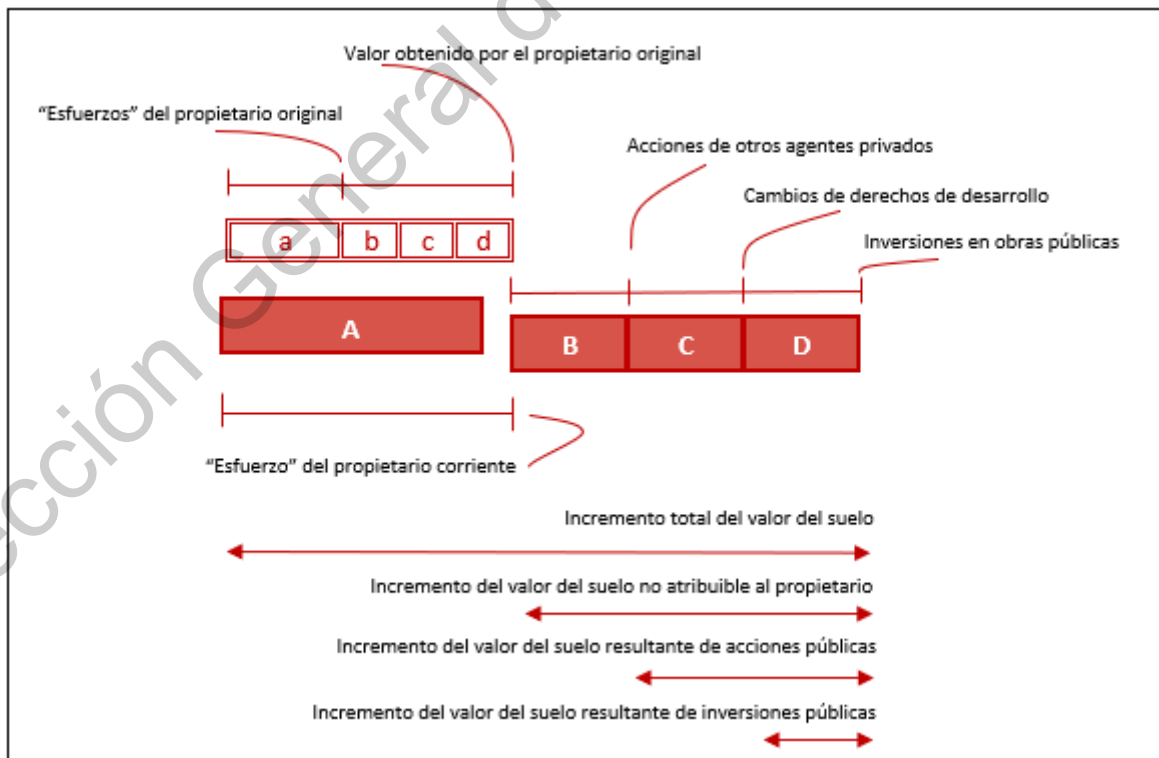 Valor obtenido por el propietario original
“Esfuerzos” del propietario original
Acciones de otros agentes privados
Cambios de derechos de desarrollo
Inversiones en obras públicas
a b c d
A
B C D
“Esfuerzo” del propietario corriente
Incremento total del valor del suelo
Incremento del valor del suelo no atribuible al propietario
Incremento del valor del suelo resultante de acciones públicas
Incremento del valor del suelo resultante de inversiones públicas
ección General d